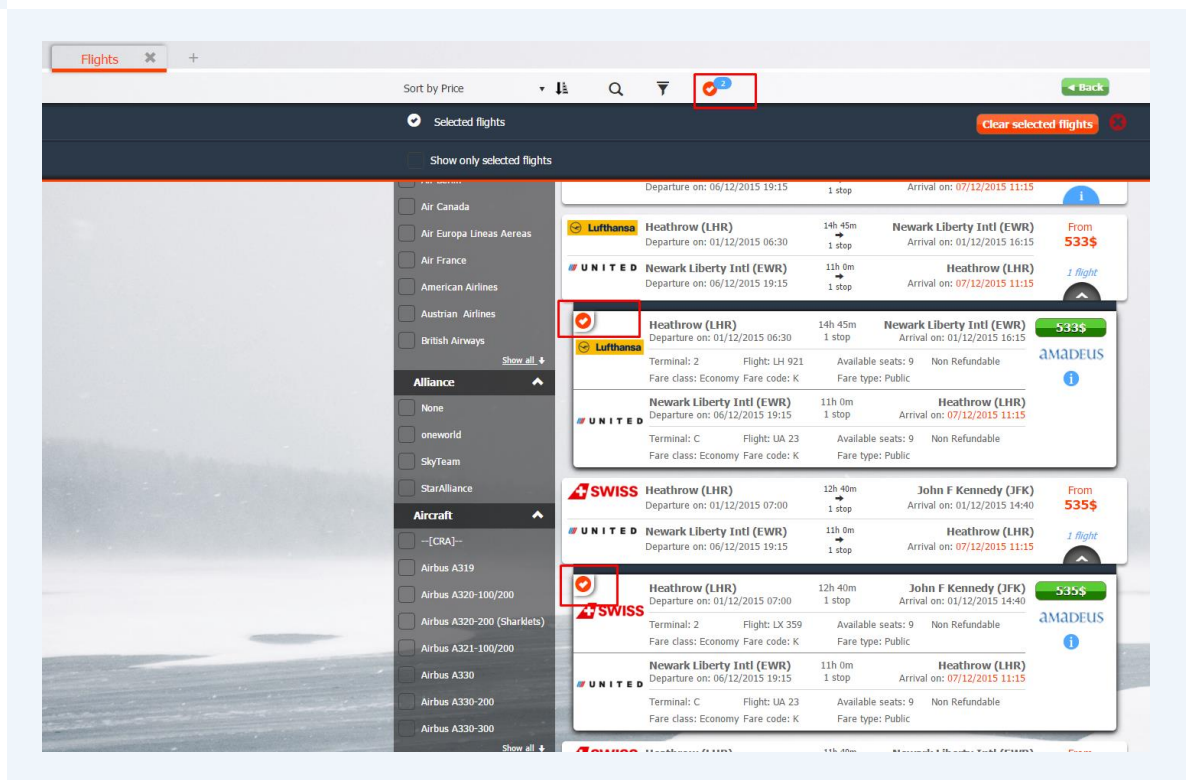 Flights ✖ +
Sort by Price 2 Back
Selected flights Clear selected flights
Show only selected flights
Air Berlin
Air Canada
Air Europa Lineas Aereas
Air France
American Airlines
Austrian Airlines
British Airways
Show all
Alliance
None
oneworld
SkyTeam
StarAlliance
Aircraft
--[CRA]--
Airbus A319
Airbus A320-100/200
Airbus A320-200 (Sharklets)
Airbus A321-100/200
Airbus A330
Airbus A330-200
Airbus A330-300
Show all
Departure on: 06/12/2015 19:15 1 stop Arrival on: 07/12/2015 11:15
i
Lufthansa Heathrow (LHR) 14h 45m Newark Liberty Intl (EWR) From
Departure on: 01/12/2015 06:30 1 stop Arrival on: 01/12/2015 16:15 533$
UNITED Newark Liberty Intl (EWR) 11h 0m Heathrow (LHR) 1 flight
Departure on: 06/12/2015 19:15 1 stop Arrival on: 07/12/2015 11:15
Heathrow (LHR) 14h 45m Newark Liberty Intl (EWR) 533$
Departure on: 01/12/2015 06:30 1 stop Arrival on: 01/12/2015 16:15
Lufthansa amaDEUS
Terminal: 2 Flight: LH 921 Available seats: 9 Non Refundable
Fare class: Economy Fare code: K Fare type: Public i
Newark Liberty Intl (EWR) 11h 0m Heathrow (LHR)
Departure on: 06/12/2015 19:15 1 stop Arrival on: 07/12/2015 11:15
UNITED
Terminal: C Flight: UA 23 Available seats: 9 Non Refundable
Fare class: Economy Fare code: K Fare type: Public
SWISS Heathrow (LHR) 12h 40m John F Kennedy (JFK) From
Departure on: 01/12/2015 07:00 1 stop Arrival on: 01/12/2015 14:40 535$
UNITED Newark Liberty Intl (EWR) 11h 0m Heathrow (LHR) 1 flight
Departure on: 06/12/2015 19:15 1 stop Arrival on: 07/12/2015 11:15
Heathrow (LHR) 12h 40m John F Kennedy (JFK) 535$
Departure on: 01/12/2015 07:00 1 stop Arrival on: 01/12/2015 14:40
SWISS amaDEUS
Terminal: 2 Flight: LX 359 Available seats: 9 Non Refundable
Fare class: Economy Fare code: K Fare type: Public i
Newark Liberty Intl (EWR) 11h 0m Heathrow (LHR)
Departure on: 06/12/2015 19:15 1 stop Arrival on: 07/12/2015 11:15
UNITED
Terminal: C Flight: UA 23 Available seats: 9 Non Refundable
Fare class: Economy Fare code: K Fare type: Public
SWISS Heathrow (LHR) Newark Liberty Intl (EWR) From